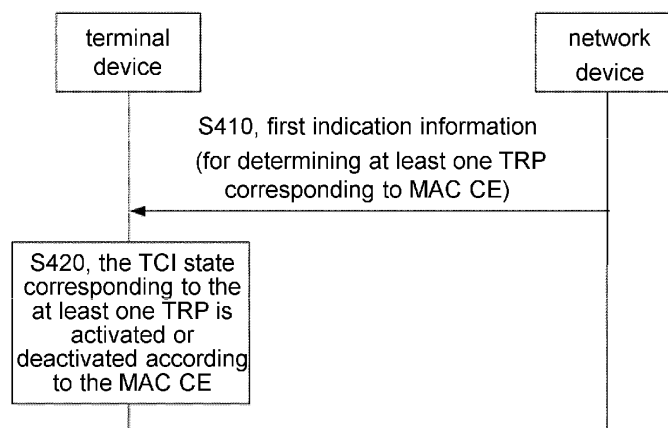 terminal
device
network
device
S410, first indication information
(for determining at least one TRP
corresponding to MAC CE)
S420, the TCI state
corresponding to the
at least one TRP is
activated or
deactivated according
to the MAC CE